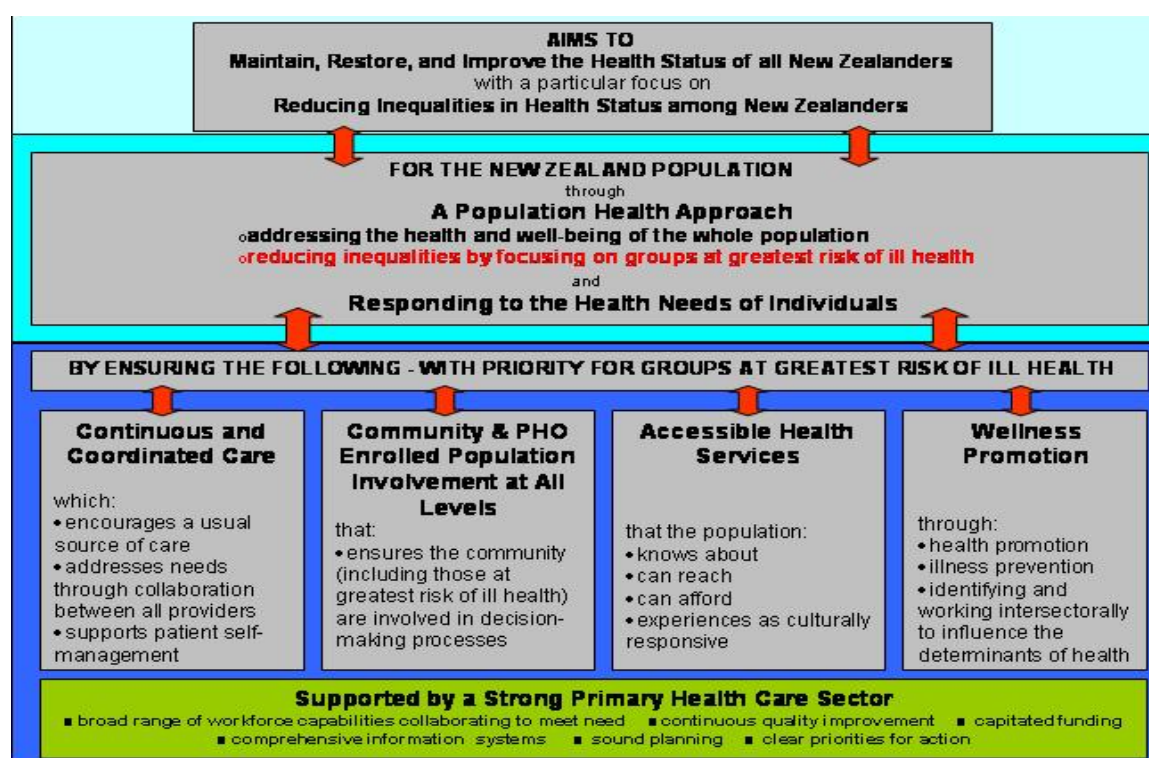 AIMS TO
Maintain, Restore, and Improve the Health Status of all New Zealanders
with a particular focus on
Reducing Inequalities in Health Status among New Zealanders
FOR THE NEW ZEALAND POPULATION
through
A Population Health Approach
o addressing the health and well-being of the whole population
o reducing inequalities by focusing on groups at greatest risk of ill health
and
Responding to the Health Needs of Individuals
BY ENSURING THE FOLLOWING - WITH PRIORITY FOR GROUPS AT GREATEST RISK OF ILL HEALTH
Continuous and
Coordinated Care
which:
• encourages a usual
source of care
• addresses needs
through collaboration
between all providers
• supports patient self-
management
Community & PHO
Enrolled Population
Involvement at All
Levels
that:
• ensures the community
(including those at
greatest risk of ill health)
are involved in decision-
making processes
Accessible Health
Services
that the population:
• knows about
• can reach
• can afford
• experiences as culturally
responsive
Wellness
Promotion
through:
• health promotion
• illness prevention
• identifying and
working intersectorally
to influence the
determinants of health
Supported by a Strong Primary Health Care Sector
▪ broad range of workforce capabilities collaborating to meet need ▪ continuous quality improvement ▪ capitated funding
▪ comprehensive information systems ▪ sound planning ▪ clear priorities for action